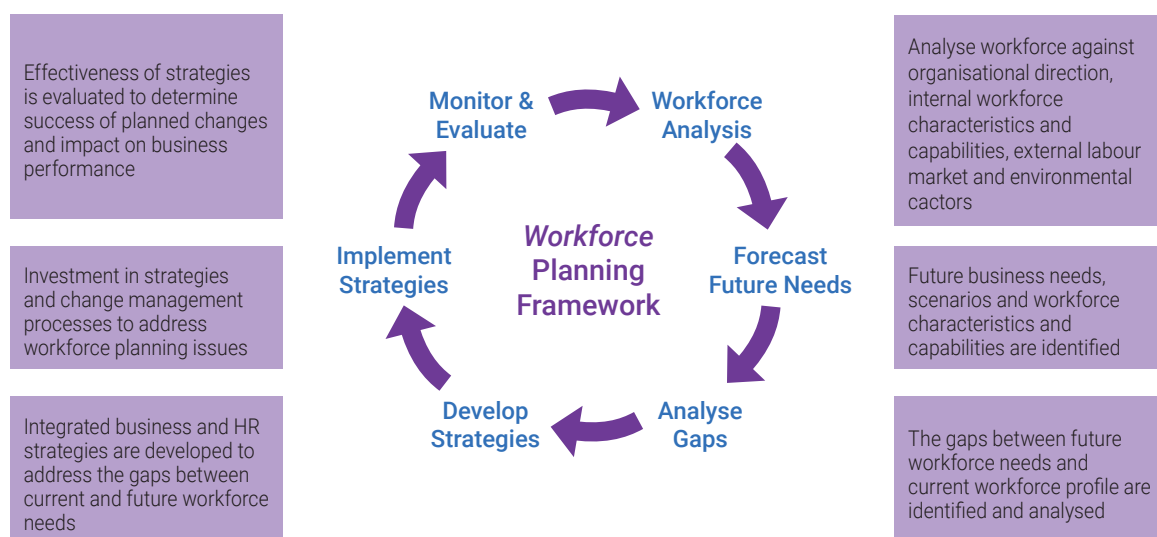 Effectiveness of strategies
is evaluated to determine
success of planned changes
and impact on business
performance
Investment in strategies
and change management
processes to address
workforce planning issues
Integrated business and HR
strategies are developed to
address the gaps between
current and future workforce
needs
Monitor &
Evaluate
Workforce
Analysis
Implement
Strategies
Workforce
Planning
Framework
Forecast
Future Needs
Develop
Strategies
Analyse
Gaps
Analyse workforce against
organisational direction,
internal workforce
characteristics and
capabilities, external labour
market and environmental
cactors
Future business needs,
scenarios and workforce
characteristics and
capabilities are identified
The gaps between future
workforce needs and
current workforce profile are
identified and analysed